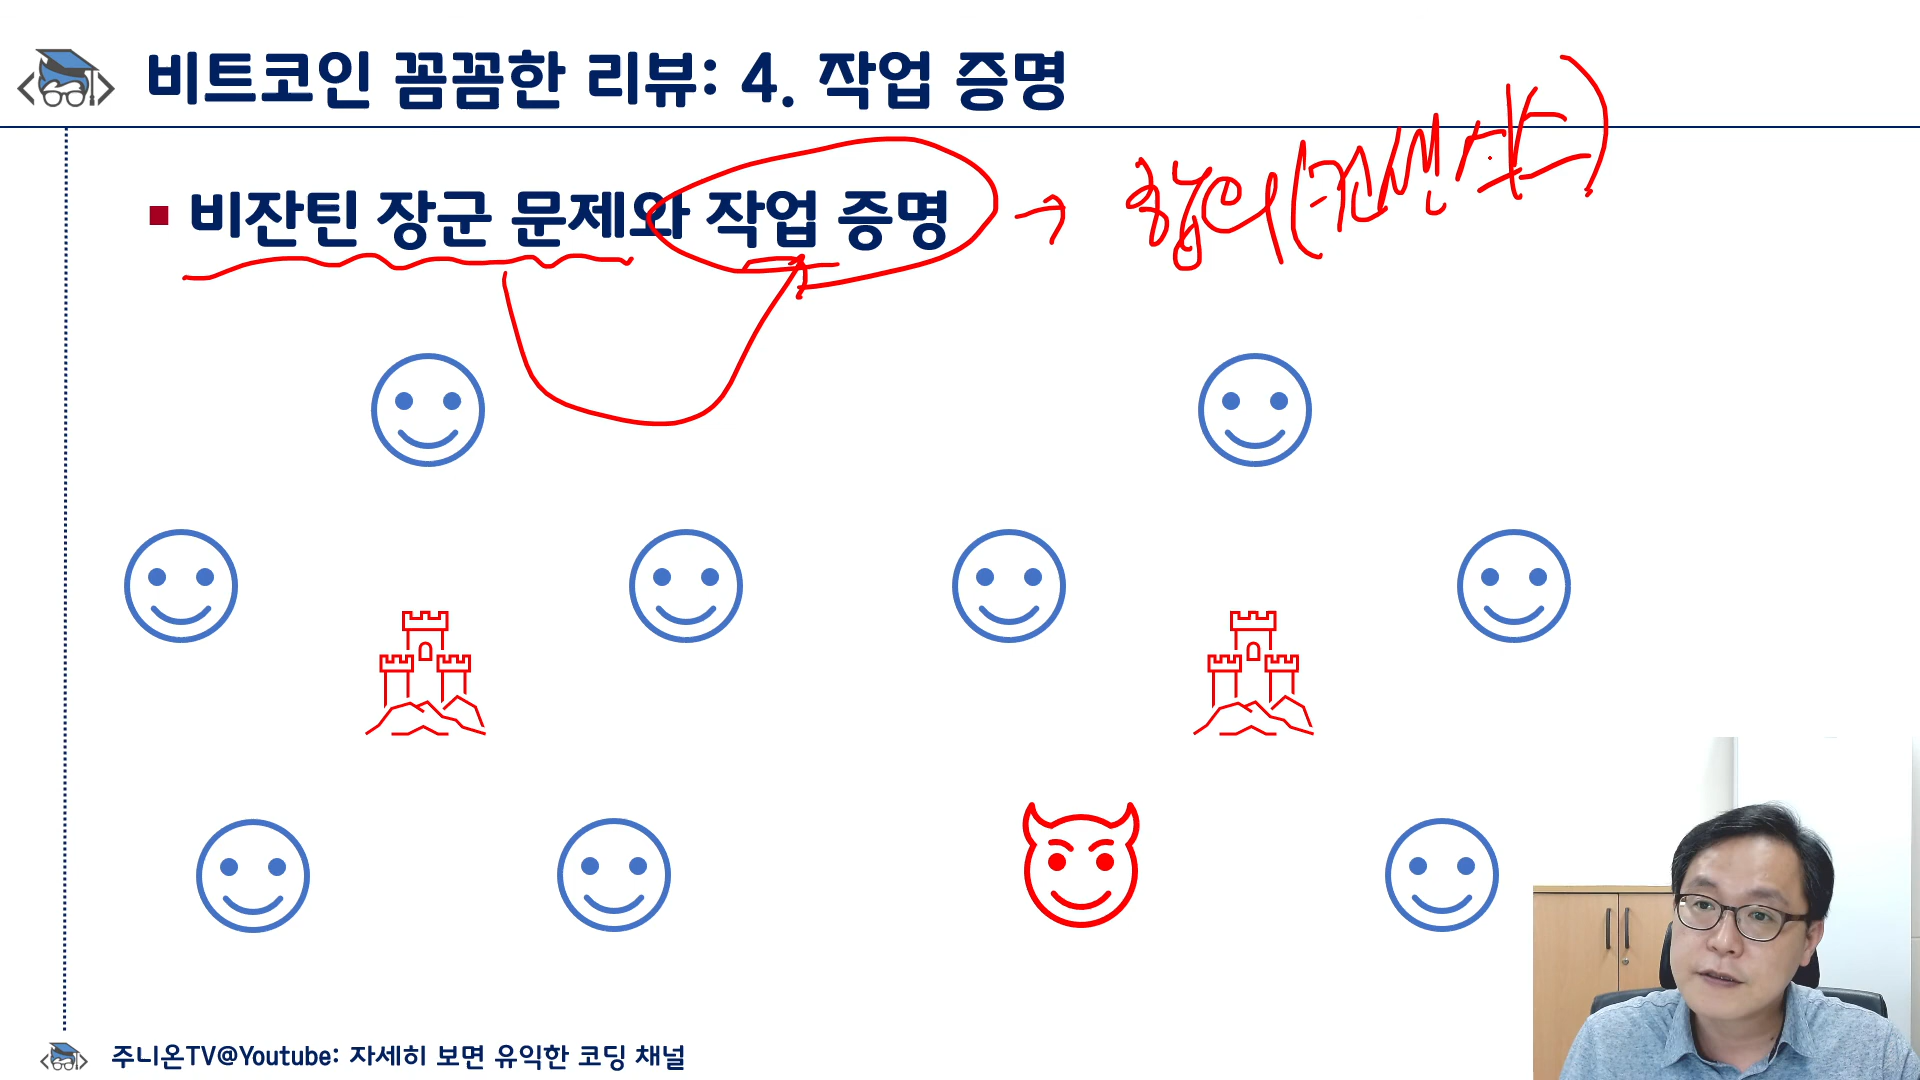 비트코인 꼼꼼한 리뷰: 4. 작업 증명
비잔틴 장군 문제와 작업 증명 → 합의(컨센서스)
주니온TV@Youtube: 자세히 보면 유익한 코딩 채널